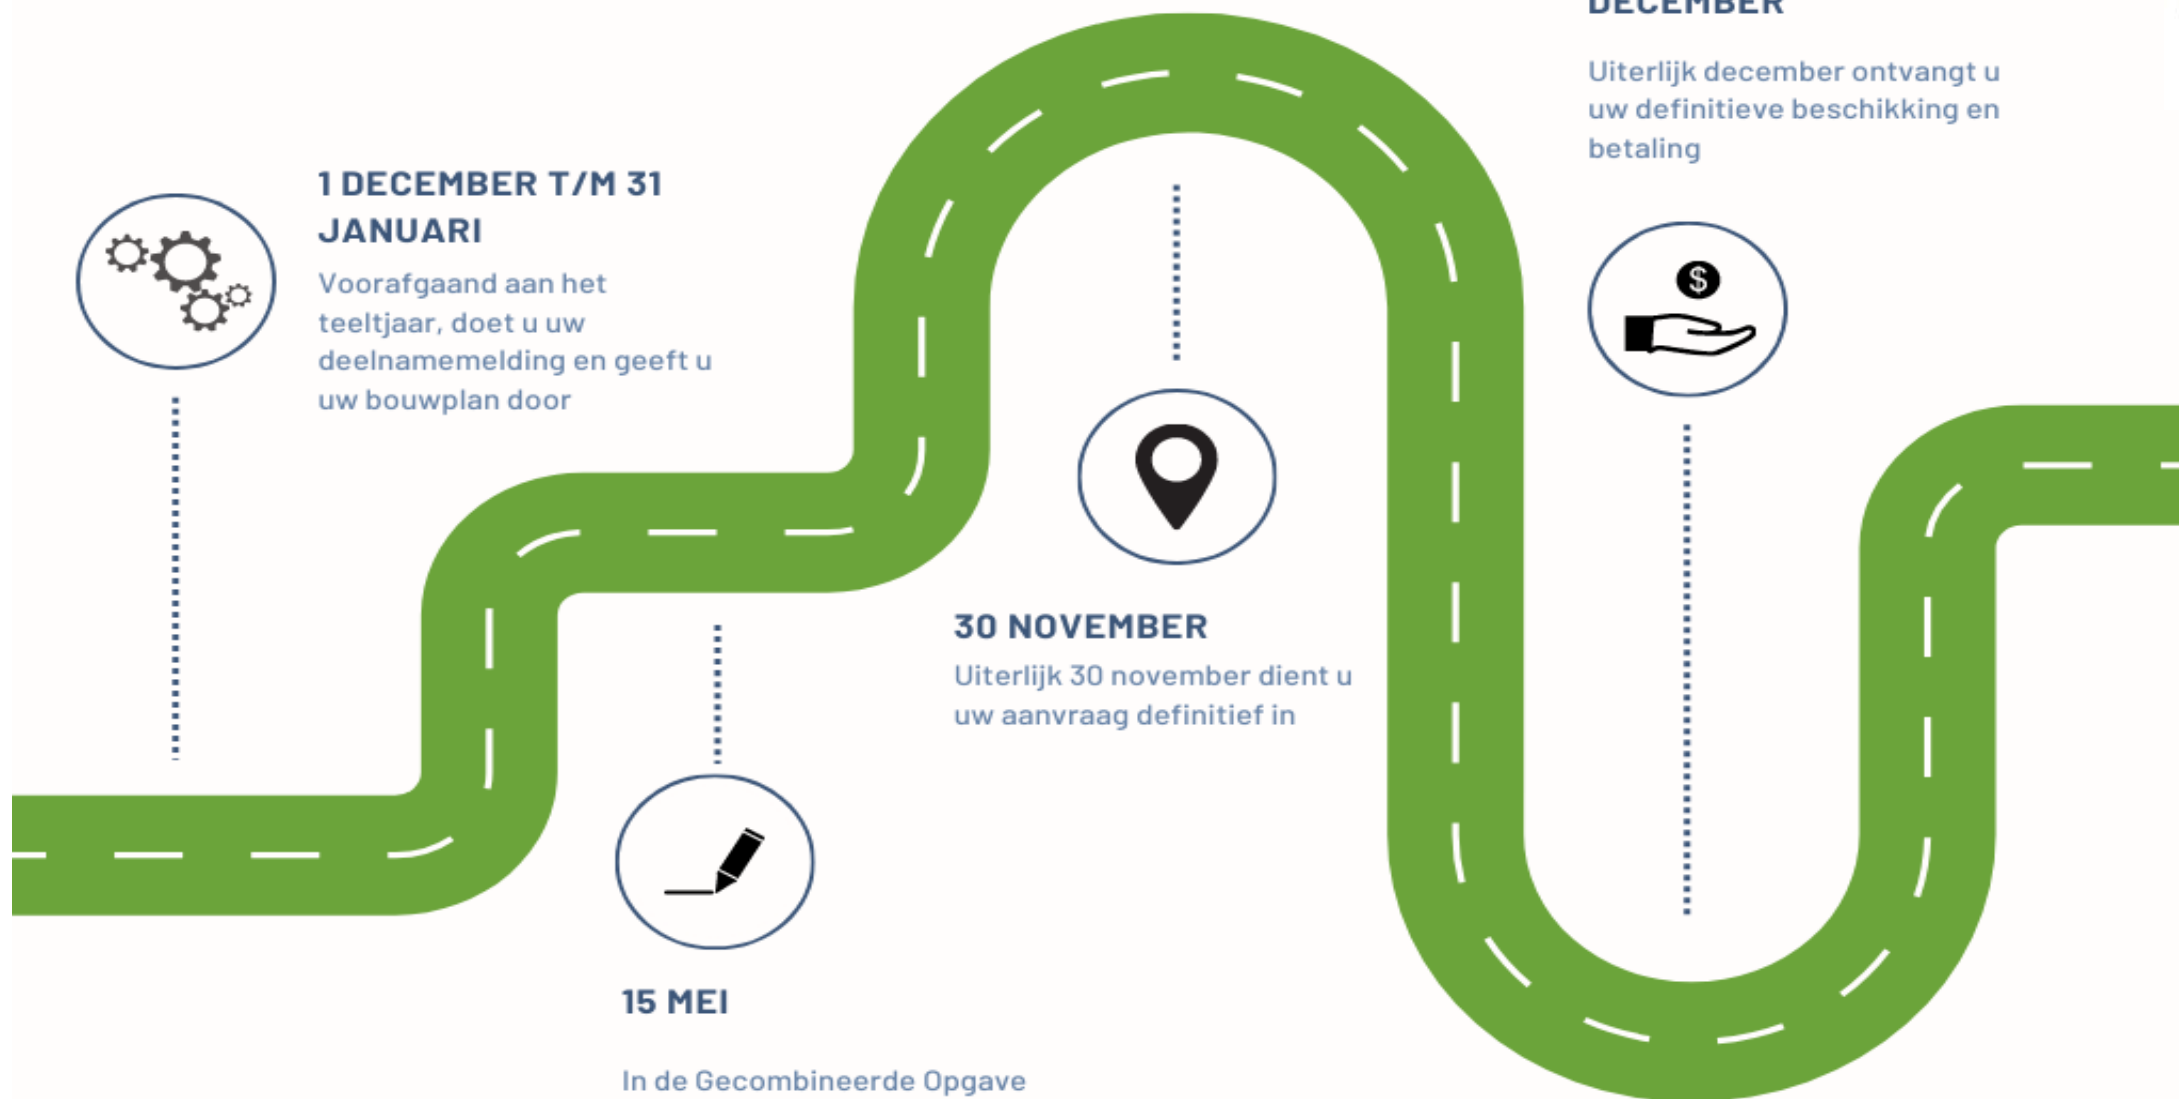 1 DECEMBER T/M 31
JANUARI
Voorafgaand aan het
teeltjaar, doet u uw
deelnamemelding en geeft u
uw bouwplan door
15 MEI
In de Gecombineerde Opgave
30 NOVEMBER
Uiterlijk 30 november dient u
uw aanvraag definitief in
DECEMBER
Uiterlijk december ontvangt u
uw definitieve beschikking en
betaling
$